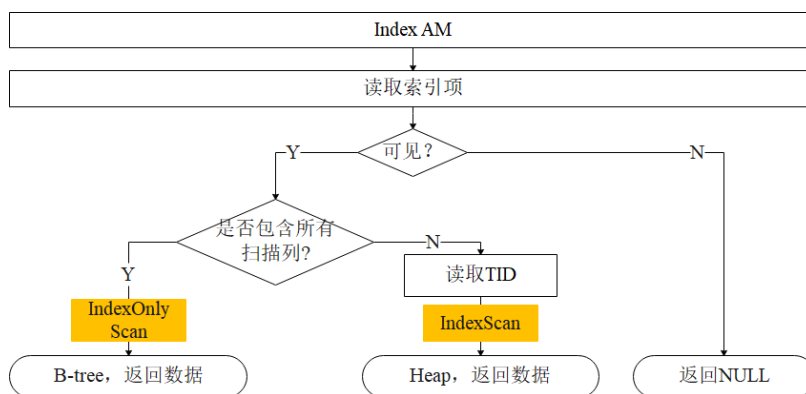 Index AM
读取索引项
可见？
Y
N
是否包含所有
扫描列?
Y
N
读取TID
IndexOnly
Scan
IndexScan
B-tree，返回数据
Heap，返回数据
返回NULL